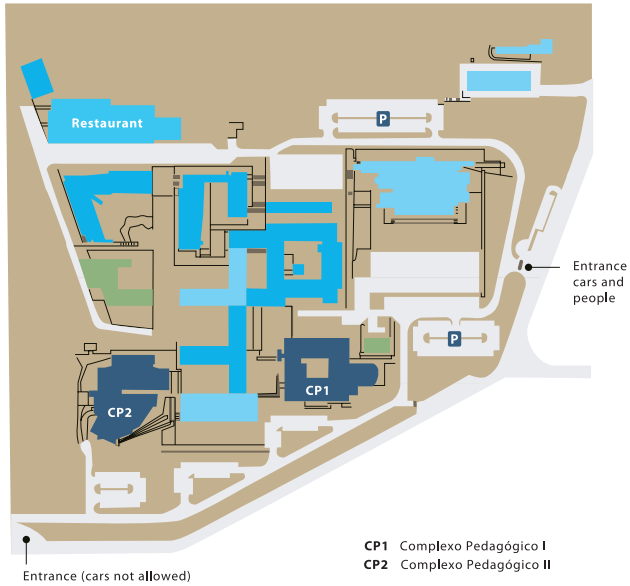 Restaurant
P
Entrance
cars and
people
P
CP1
CP2
CP1 Complexo Pedagógico I
CP2 Complexo Pedagógico II
Entrance (cars not allowed)